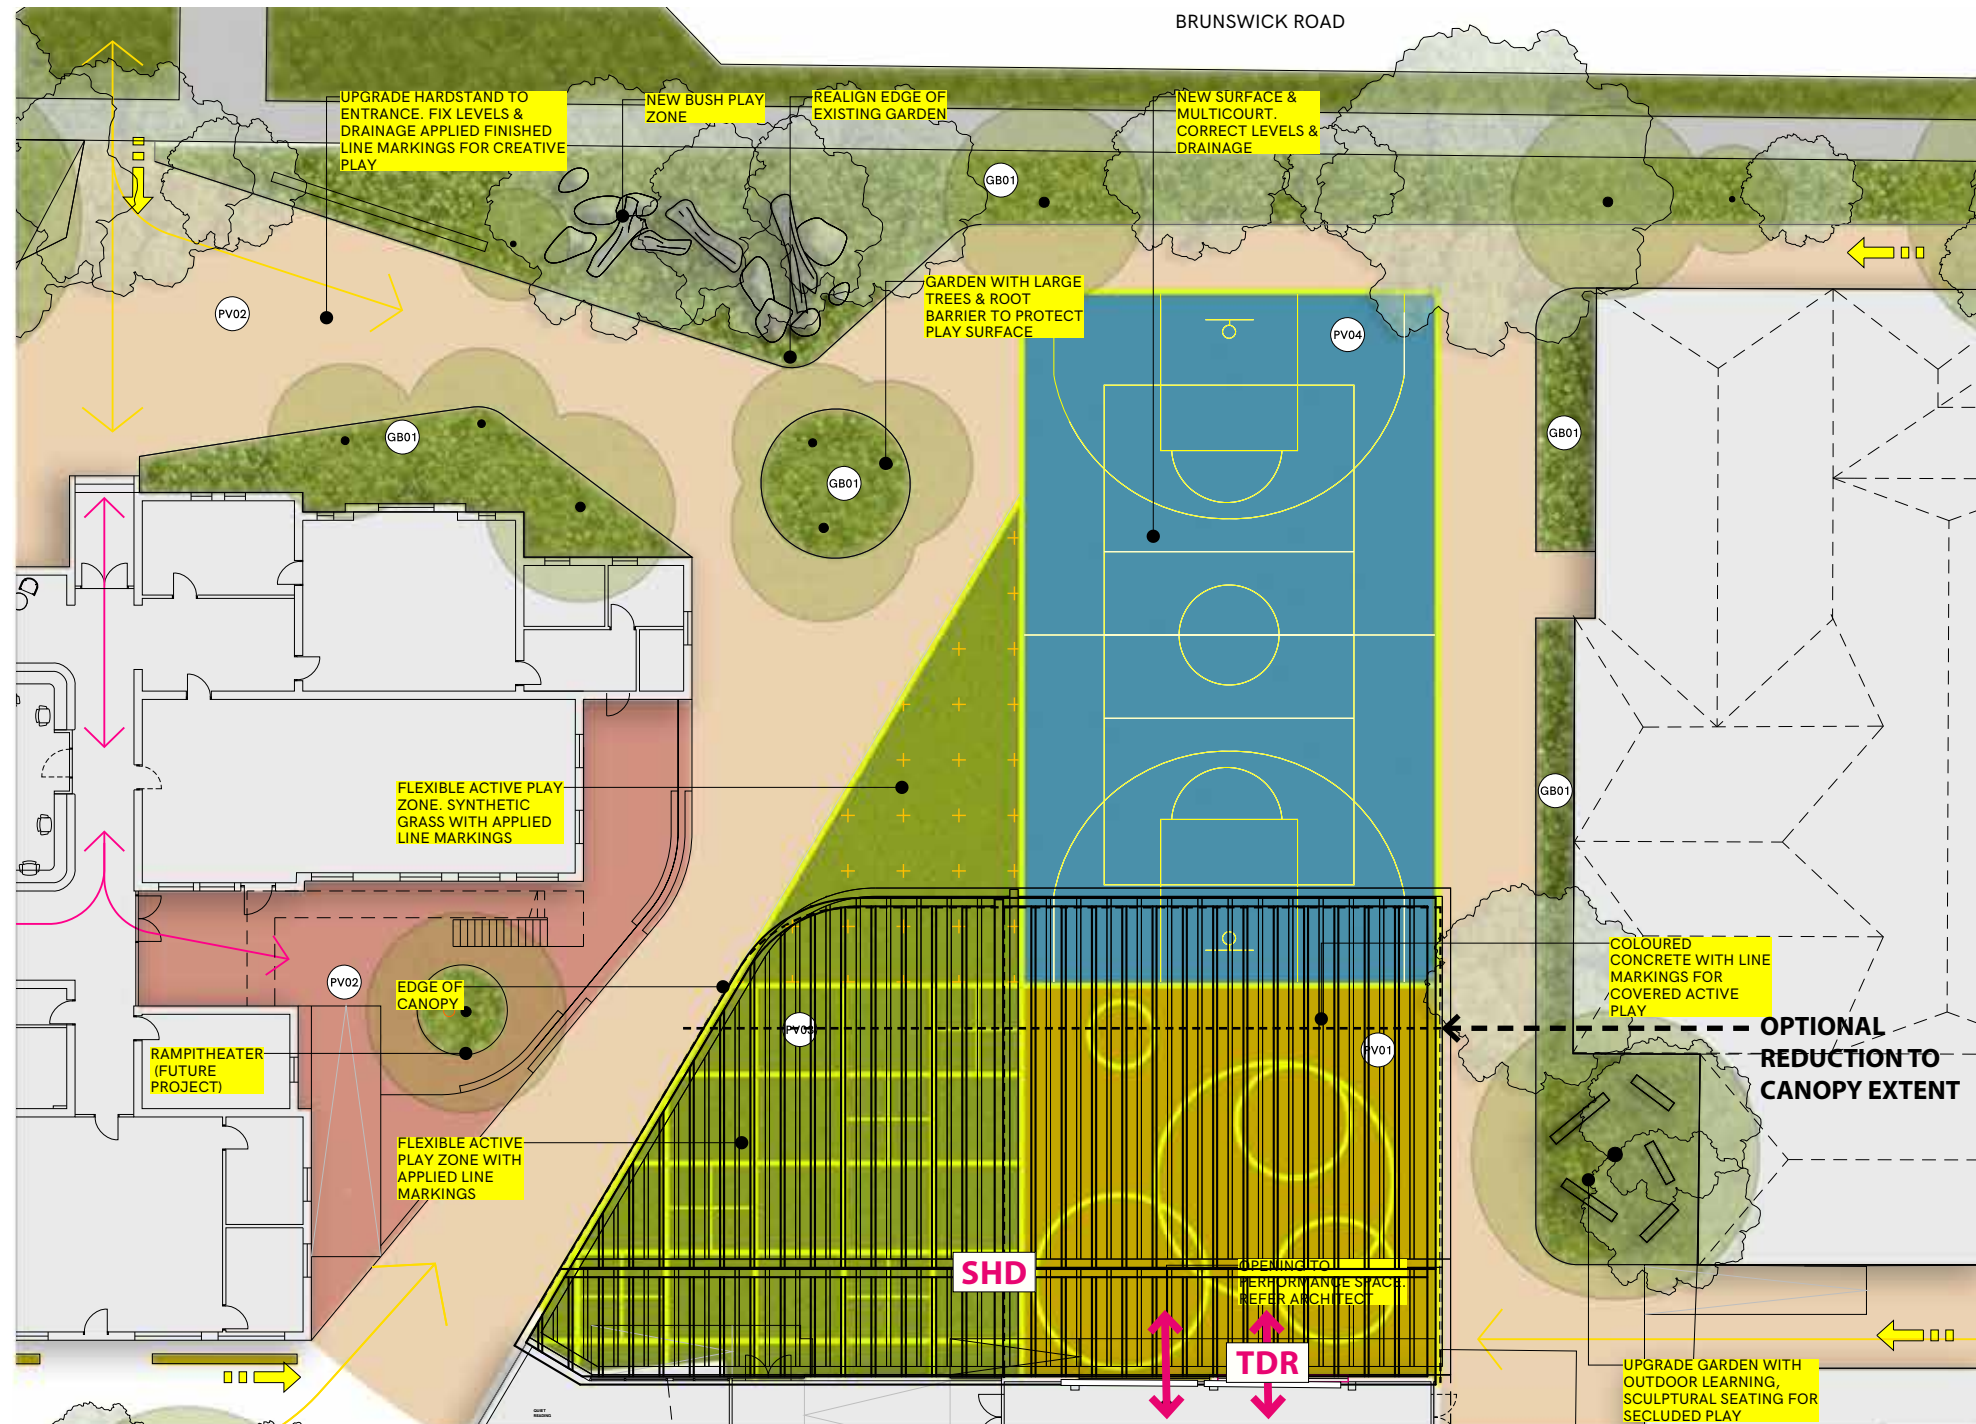 BRUNSWICK ROAD
UPGRADE HARDSTAND TO
ENTRANCE. FIX LEVELS &
DRAINAGE APPLIED FINISHED
LINE MARKINGS FOR CREATIVE
PLAY
NEW BUSH PLAY
ZONE
REALIGN EDGE OF
EXISTING GARDEN
NEW SURFACE &
MULTICOURT.
CORRECT LEVELS &
DRAINAGE
GB01
PV02
GARDEN WITH LARGE
TREES & ROOT
BARRIER TO PROTECT
PLAY SURFACE
PV04
GB01
GB01
GB01
FLEXIBLE ACTIVE PLAY
ZONE. SYNTHETIC
GRASS WITH APPLIED
LINE MARKINGS
GB01
COLOURED
CONCRETE WITH LINE
MARKINGS FOR
COVERED ACTIVE
PLAY
PV02
EDGE OF
CANOPY
PV03
PV01
OPTIONAL
REDUCTION TO
CANOPY EXTENT
RAMPITHEATER
(FUTURE
PROJECT)
FLEXIBLE ACTIVE
PLAY ZONE WITH
APPLIED LINE
MARKINGS
SHD
OPENING TO
PERFORMANCE SPACE.
REFER ARCHITECT
TDR
UPGRADE GARDEN WITH
OUTDOOR LEARNING,
SCULPTURAL SEATING FOR
SECLUDED PLAY
QUIET
READING